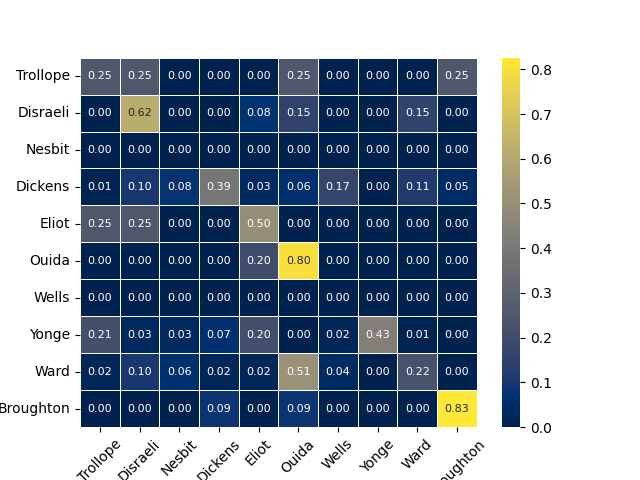 Trollope 0.25 0.25 0.00 0.00 0.00 0.25 0.00 0.00 0.00 0.25
Disraeli 0.00 0.62 0.00 0.00 0.08 0.15 0.00 0.00 0.15 0.00
Nesbit 0.00 0.00 0.00 0.00 0.00 0.00 0.00 0.00 0.00 0.00
Dickens 0.01 0.10 0.08 0.39 0.03 0.06 0.17 0.00 0.11 0.05
Eliot 0.25 0.25 0.00 0.00 0.50 0.00 0.00 0.00 0.00 0.00
Ouida 0.00 0.00 0.00 0.00 0.20 0.80 0.00 0.00 0.00 0.00
Wells 0.00 0.00 0.00 0.00 0.00 0.00 0.00 0.00 0.00 0.00
Yonge 0.21 0.03 0.03 0.07 0.20 0.00 0.02 0.43 0.01 0.00
Ward 0.02 0.10 0.06 0.02 0.02 0.51 0.04 0.00 0.22 0.00
Broughton 0.00 0.00 0.00 0.09 0.00 0.09 0.00 0.00 0.00 0.83
Trollope Disraeli Nesbit Dickens Eliot Ouida Wells Yonge Ward oughton
0.8
0.7
0.6
0.5
0.4
0.3
0.2
0.1
0.0